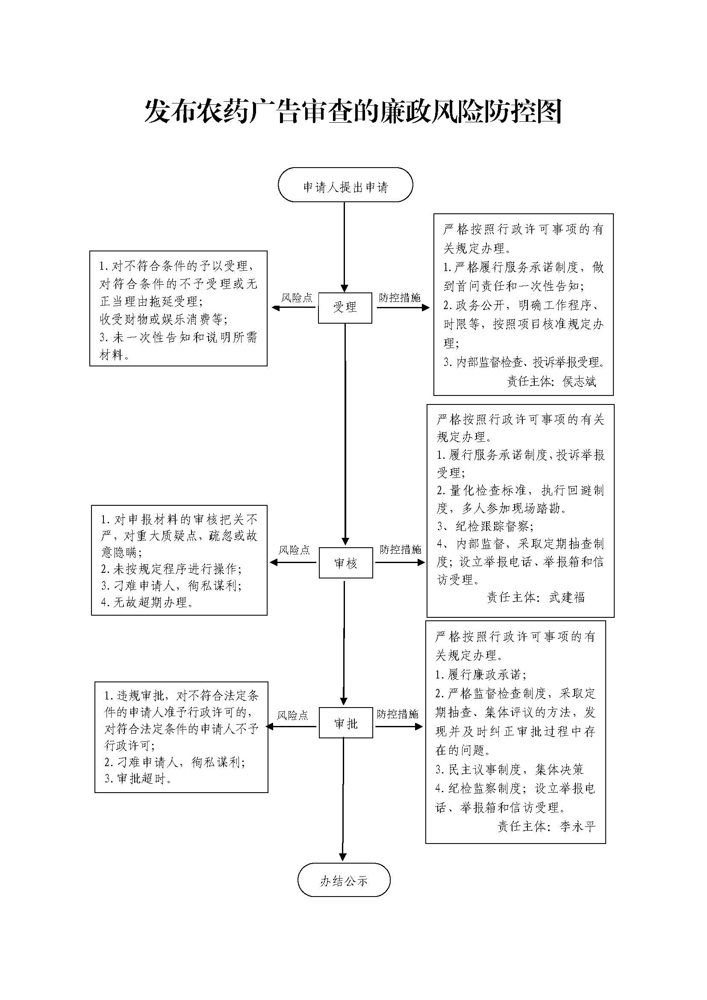 发布农药广告审查的廉政风险防控图
申请人提出申请
1.对不符合条件的予以受理，
对符合条件的不予受理或无
正当理由拖延受理；
收受财物或娱乐消费等；
3.未一次性告知和说明所需
材料。
风险点
受理
防控措施
严格按照行政许可事项的有
关规定办理。
1.严格履行服务承诺制度，做
到首问责任和一次性告知；
2.政务公开，明确工作程序、
时限等，按照项目核准规定办
理；
3.内部监督检查、投诉举报受理。
责任主体：侯志斌
1.对申报材料的审核把关不
严，对重大质疑点，疏忽或故
意隐瞒；
2.未按规定程序进行操作；
3.刁难申请人，徇私谋利；
4.无故超期办理。
风险点
审核
防控措施
严格按照行政许可事项的有关
规定办理。
1.履行服务承诺制度,投诉举报
受理；
2.量化检查标准，执行回避制
度，多人参加现场踏勘。
3、纪检跟踪督察；
4、内部监督，采取定期抽查制
度；设立举报电话、举报箱和信
访受理。
责任主体：武建福
1.违规审批，对不符合法定条
件的申请人准予行政许可的，
对符合法定条件的申请人不予
行政许可；
2.刁难申请人，徇私谋利；
3.审批超时。
风险点
审批
防控措施
严格按照行政许可事项的有
关规定办理。
1.履行廉政承诺；
2.严格监督检查制度，采取定
期抽查、集体评议的方法，发
现并及时纠正审批过程中存
在的问题。
3.民主议事制度，集体决策
4.纪检监察制度；设立举报电
话、举报箱和信访受理。
责任主体：李永平
办结公示